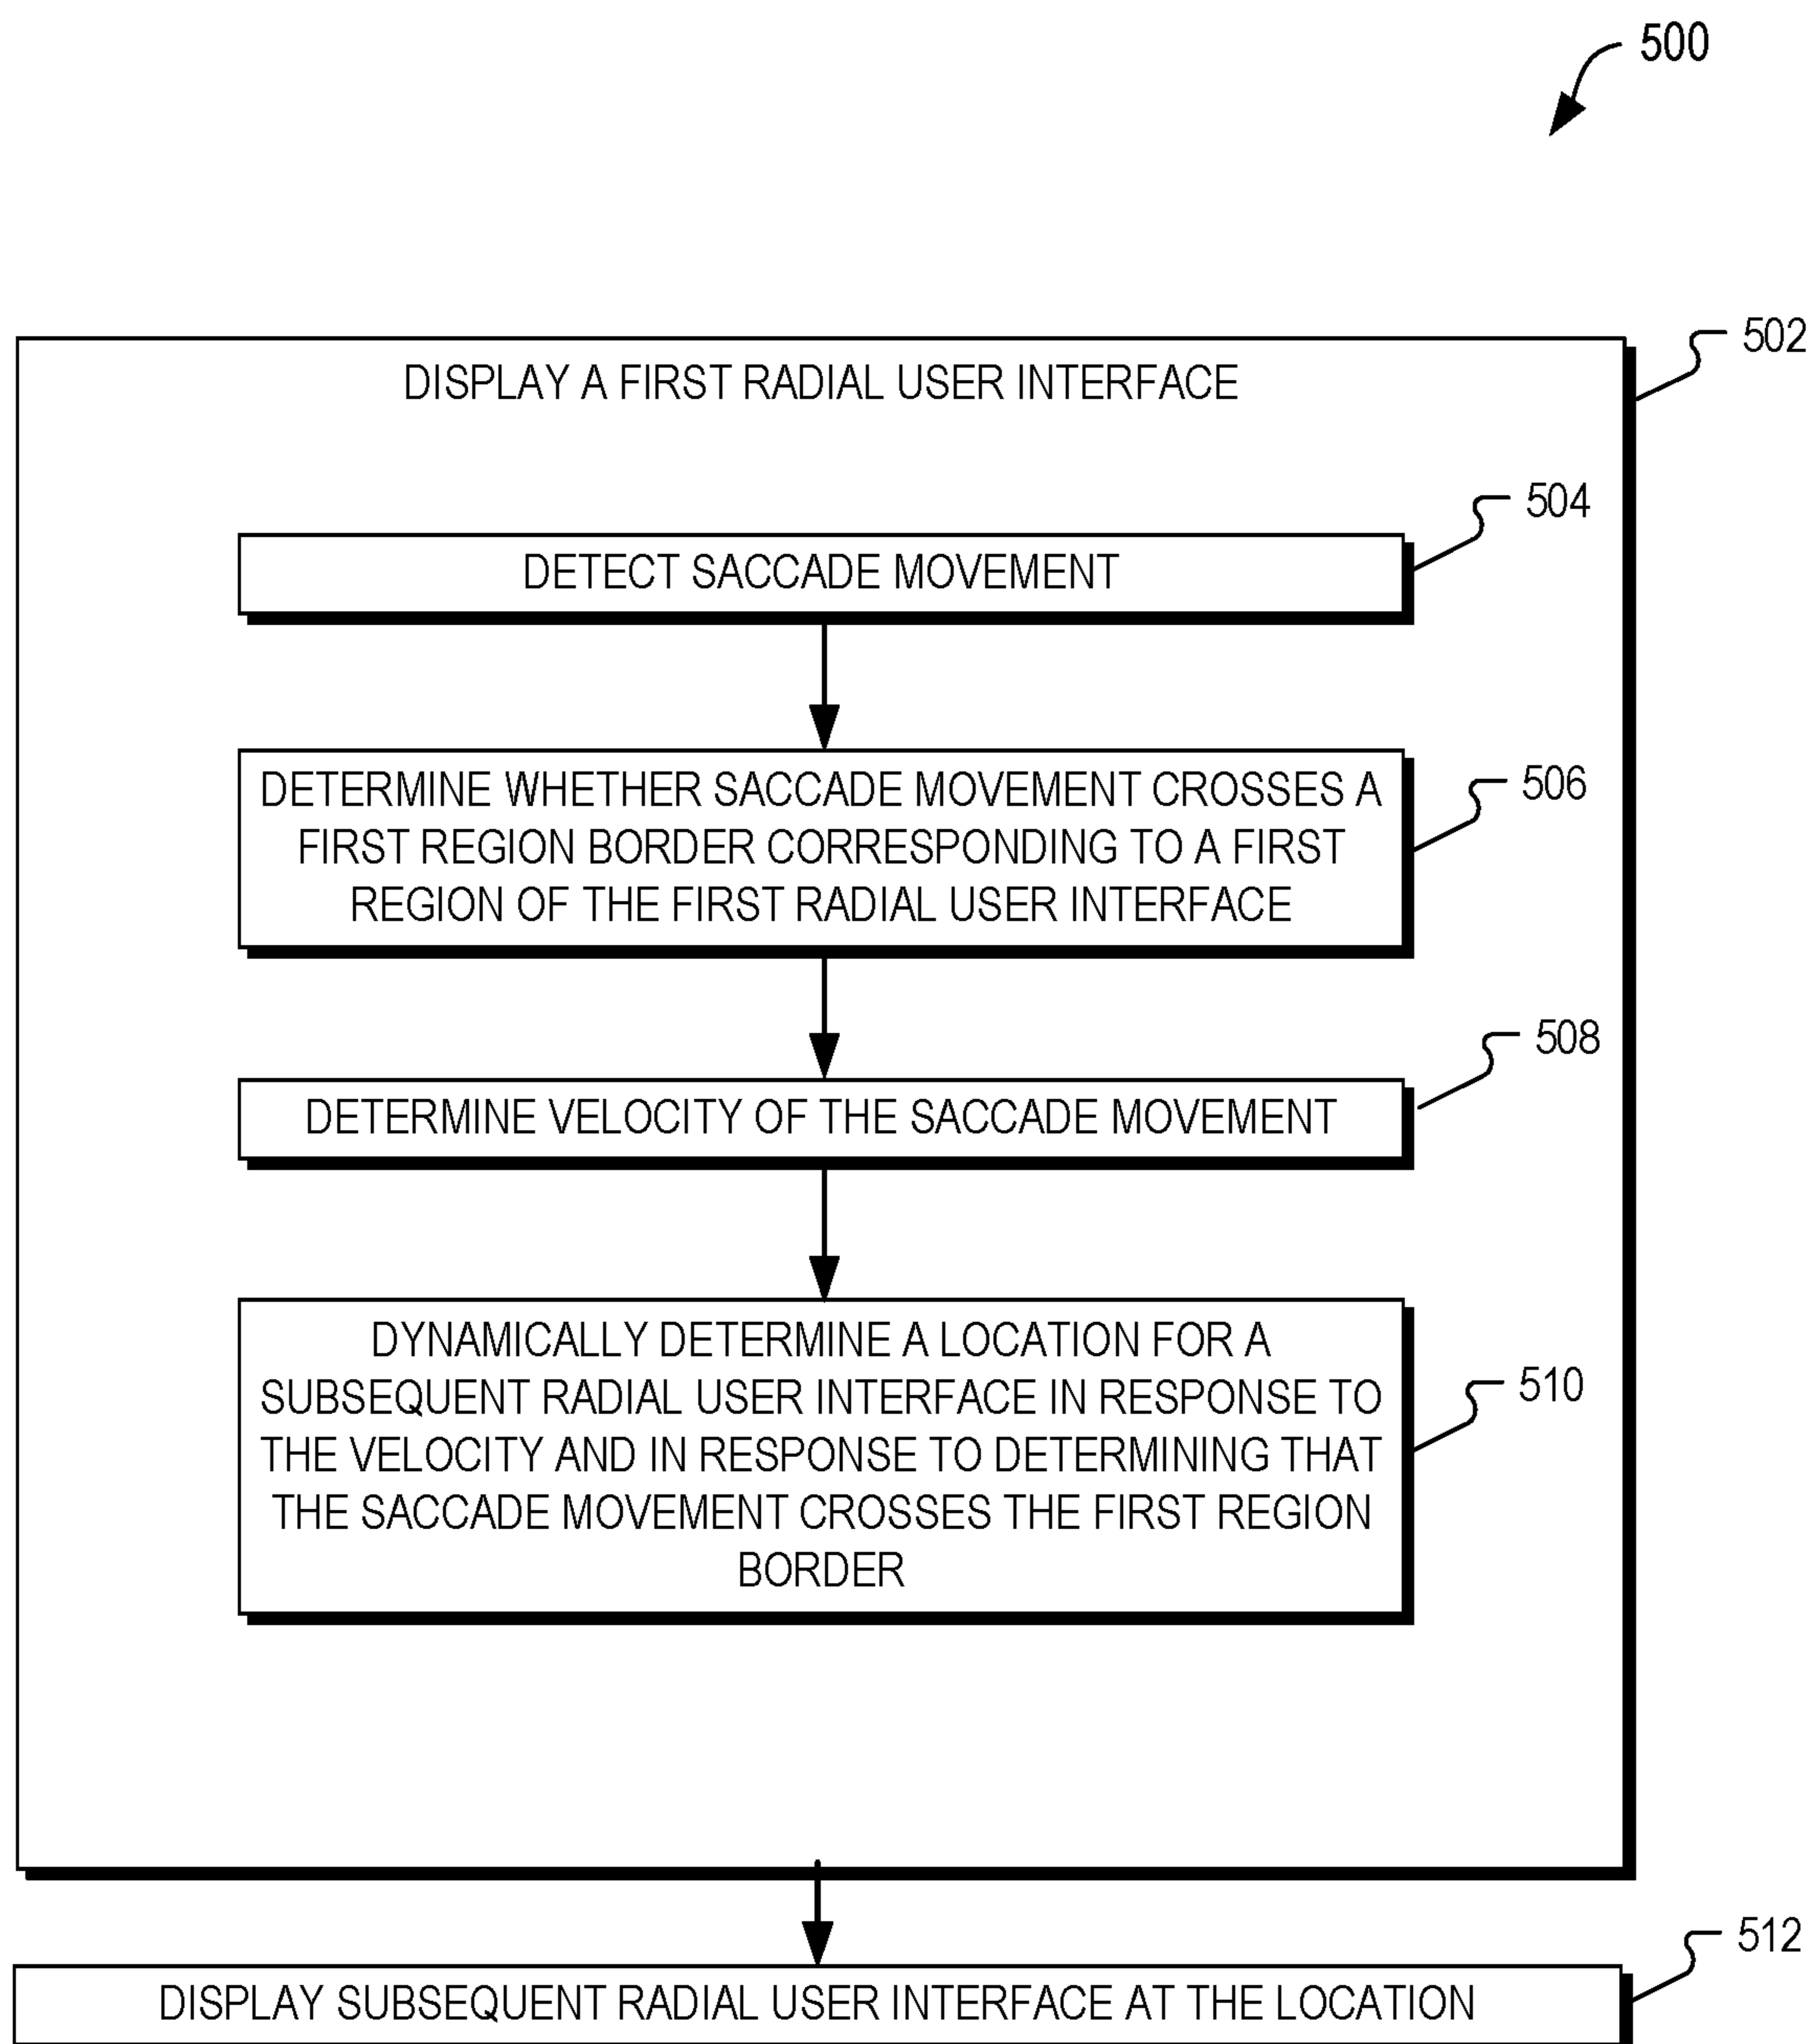 500
502
DISPLAY A FIRST RADIAL USER INTERFACE
504
DETECT SACCADE MOVEMENT
506
DETERMINE WHETHER SACCADE MOVEMENT CROSSES A
FIRST REGION BORDER CORRESPONDING TO A FIRST
REGION OF THE FIRST RADIAL USER INTERFACE
508
DETERMINE VELOCITY OF THE SACCADE MOVEMENT
510
DYNAMICALLY DETERMINE A LOCATION FOR A
SUBSEQUENT RADIAL USER INTERFACE IN RESPONSE TO
THE VELOCITY AND IN RESPONSE TO DETERMINING THAT
THE SACCADE MOVEMENT CROSSES THE FIRST REGION
BORDER
512
DISPLAY SUBSEQUENT RADIAL USER INTERFACE AT THE LOCATION